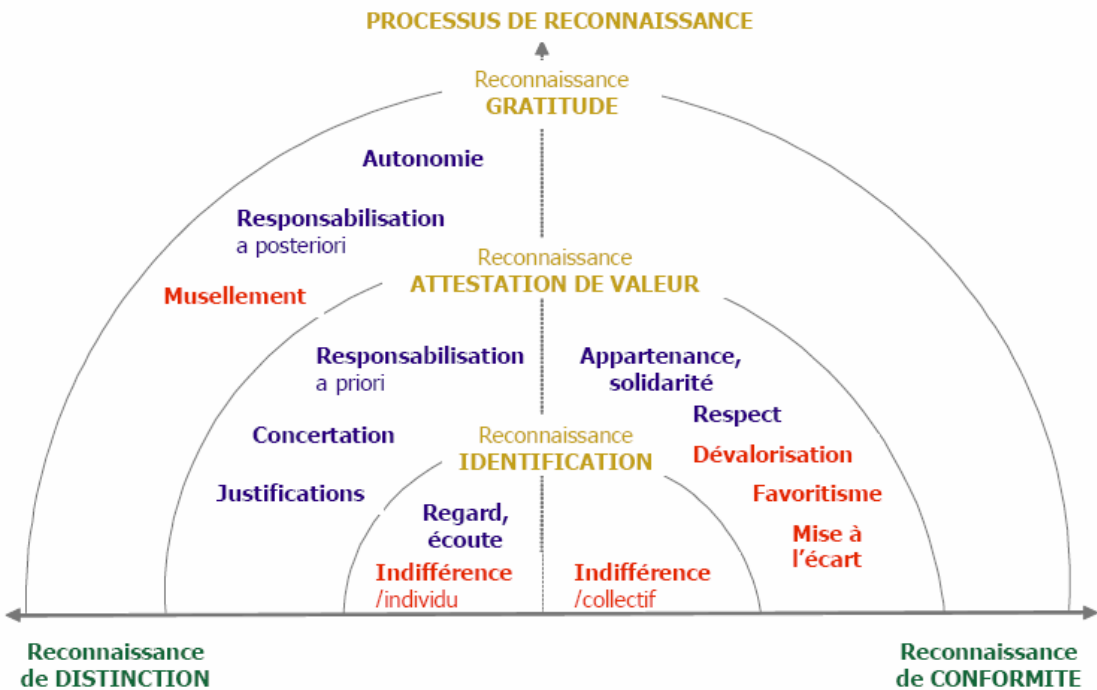 PROCESSUS DE RECONNAISSANCE
Reconnaissance
GRATITUDE
Autonomie
Responsabilisation
a posteriori
Reconnaissance
ATTESTATION DE VALEUR
Musellement
Responsabilisation
a priori
Appartenance,
solidarité
Respect
Concertation
Reconnaissance
IDENTIFICATION
Dévalorisation
Justifications
Favoritisme
Regard,
écoute
Mise à
l'écart
Indifférence
/individu
Indifférence
/collectif
Reconnaissance
de DISTINCTION
Reconnaissance
de CONFORMITE